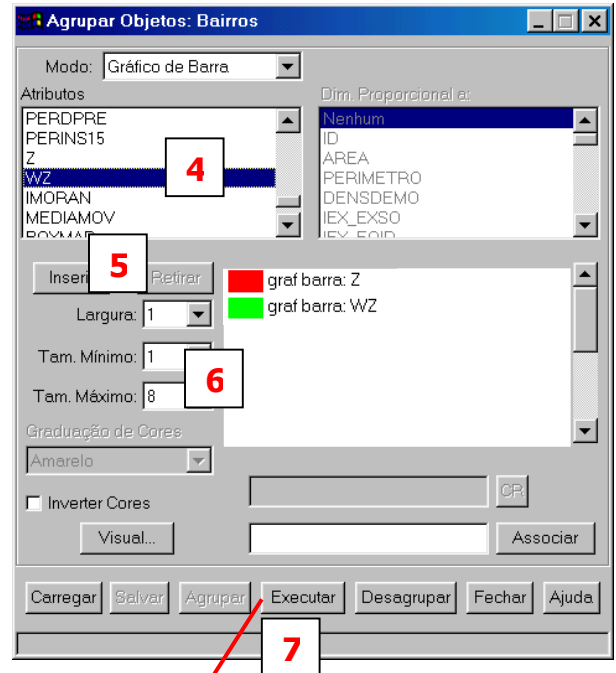 Agrupar Objetos: Bairros
Modo: Gráfico de Barra
Atributos
Dim. Proporcional a:
PERDPRE
PERINS15
Z
WZ
IMORAN
MEDIAMOV
Nenhum
ID
AREA
PERIMETRO
DENSDEMO
IEX_EXSO
4
5
Retirar
graf barra: Z
graf barra: WZ
Largura: 1
Tam. Mínimo: 1
6
Tam. Máximo: 8
Graduação de Cores
Amarelo
Inverter Cores
CR
Visual...
Associar
Carregar Salvar Agrupar Executar Desagrupar Fechar Ajuda
7